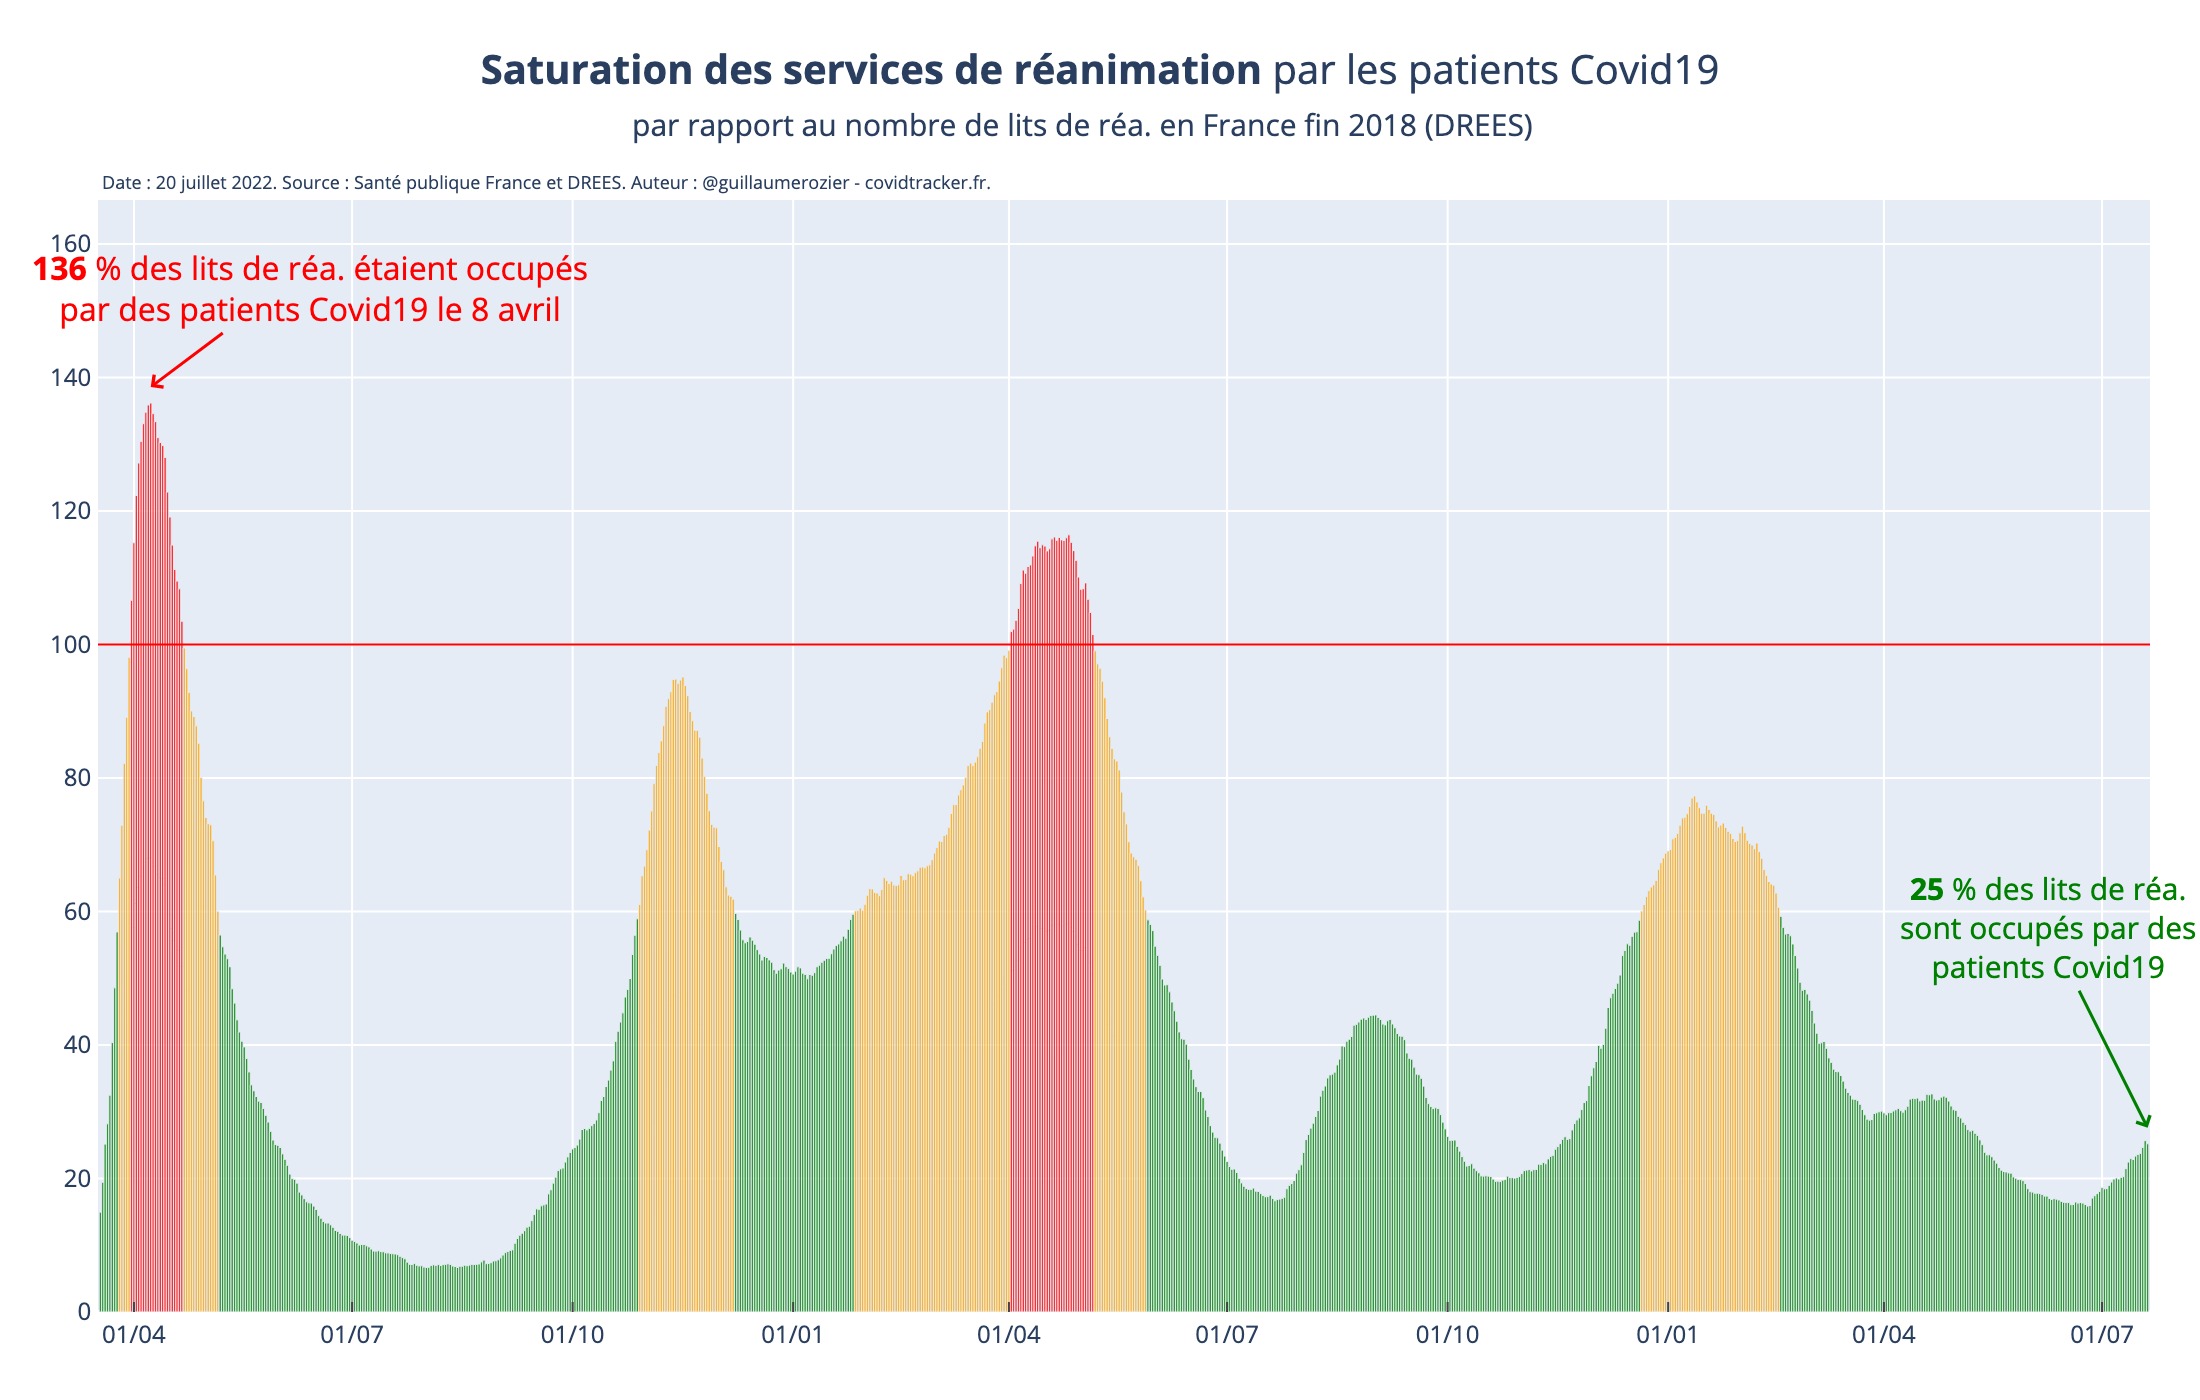 Saturation des services de réanimation par les patients Covid19
par rapport au nombre de lits de réa. en France fin 2018 (DREES)
Date : 20 juillet 2022. Source : Santé publique France et DREES. Auteur : @guillaumerozier - covidtracker.fr.
160
136 % des lits de réa. étaient occupés
par des patients Covid19 le 8 avril
140
120
100
80
25 % des lits de réa.
60
sont occupés par des
patients Covid19
40
20
0
01/04 01/07 01/10 01/01 01/04 01/07 01/10 01/01 01/04 01/07